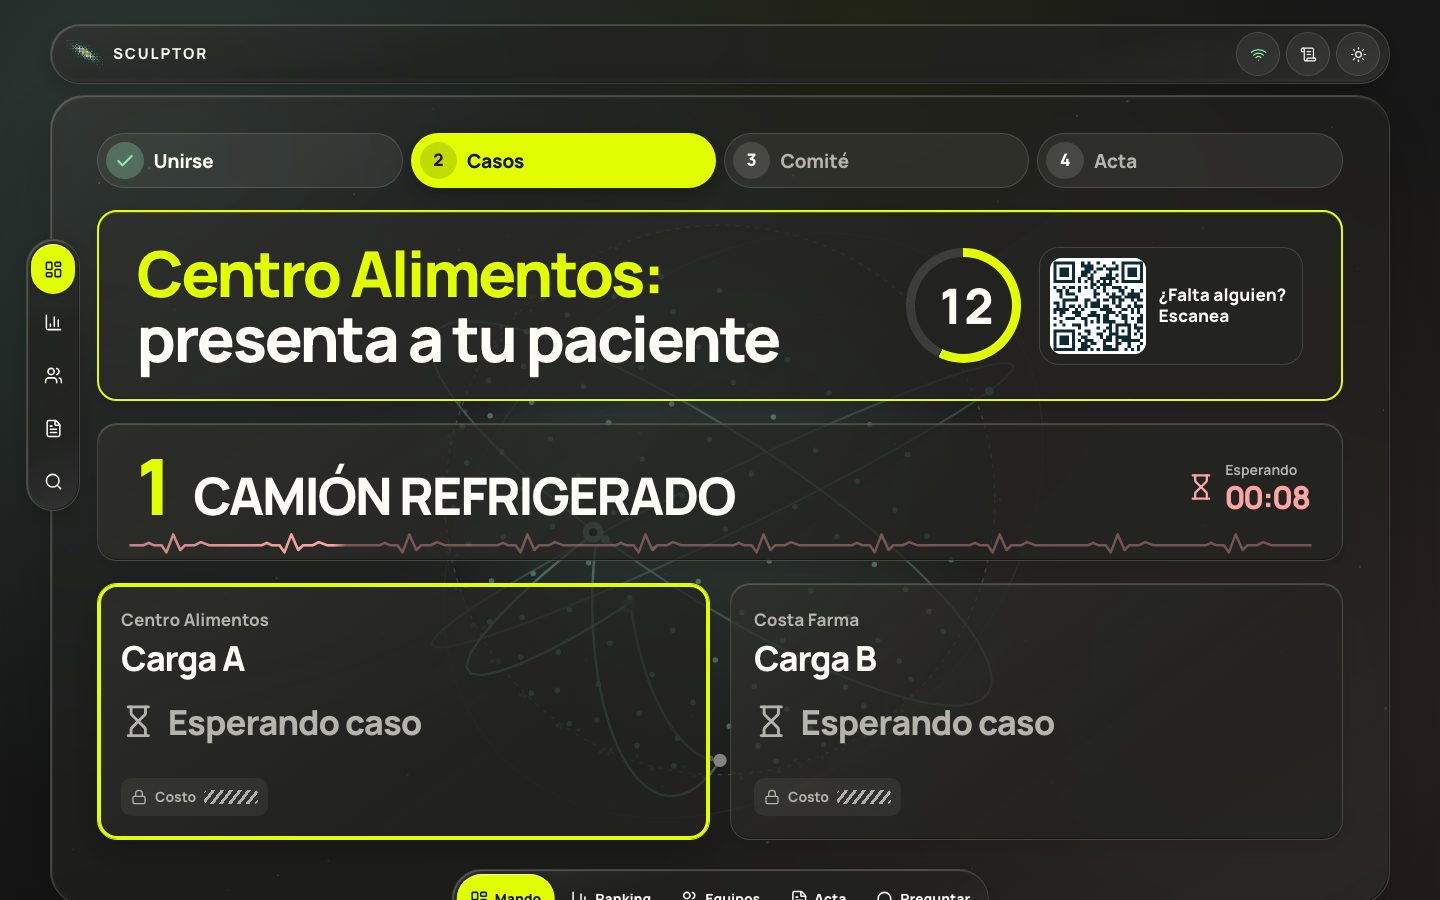 SCULPTOR
Unirse
2 Casos
3 Comité
4 Acta
Centro Alimentos:
presenta a tu paciente
12
¿Falta alguien?
Escanea
1 CAMIÓN REFRIGERADO
Esperando
00:08
Centro Alimentos
Carga A
Esperando caso
Costo
Costa Farma
Carga B
Esperando caso
Costo
Mando Ranking Equipos Acta Preguntar